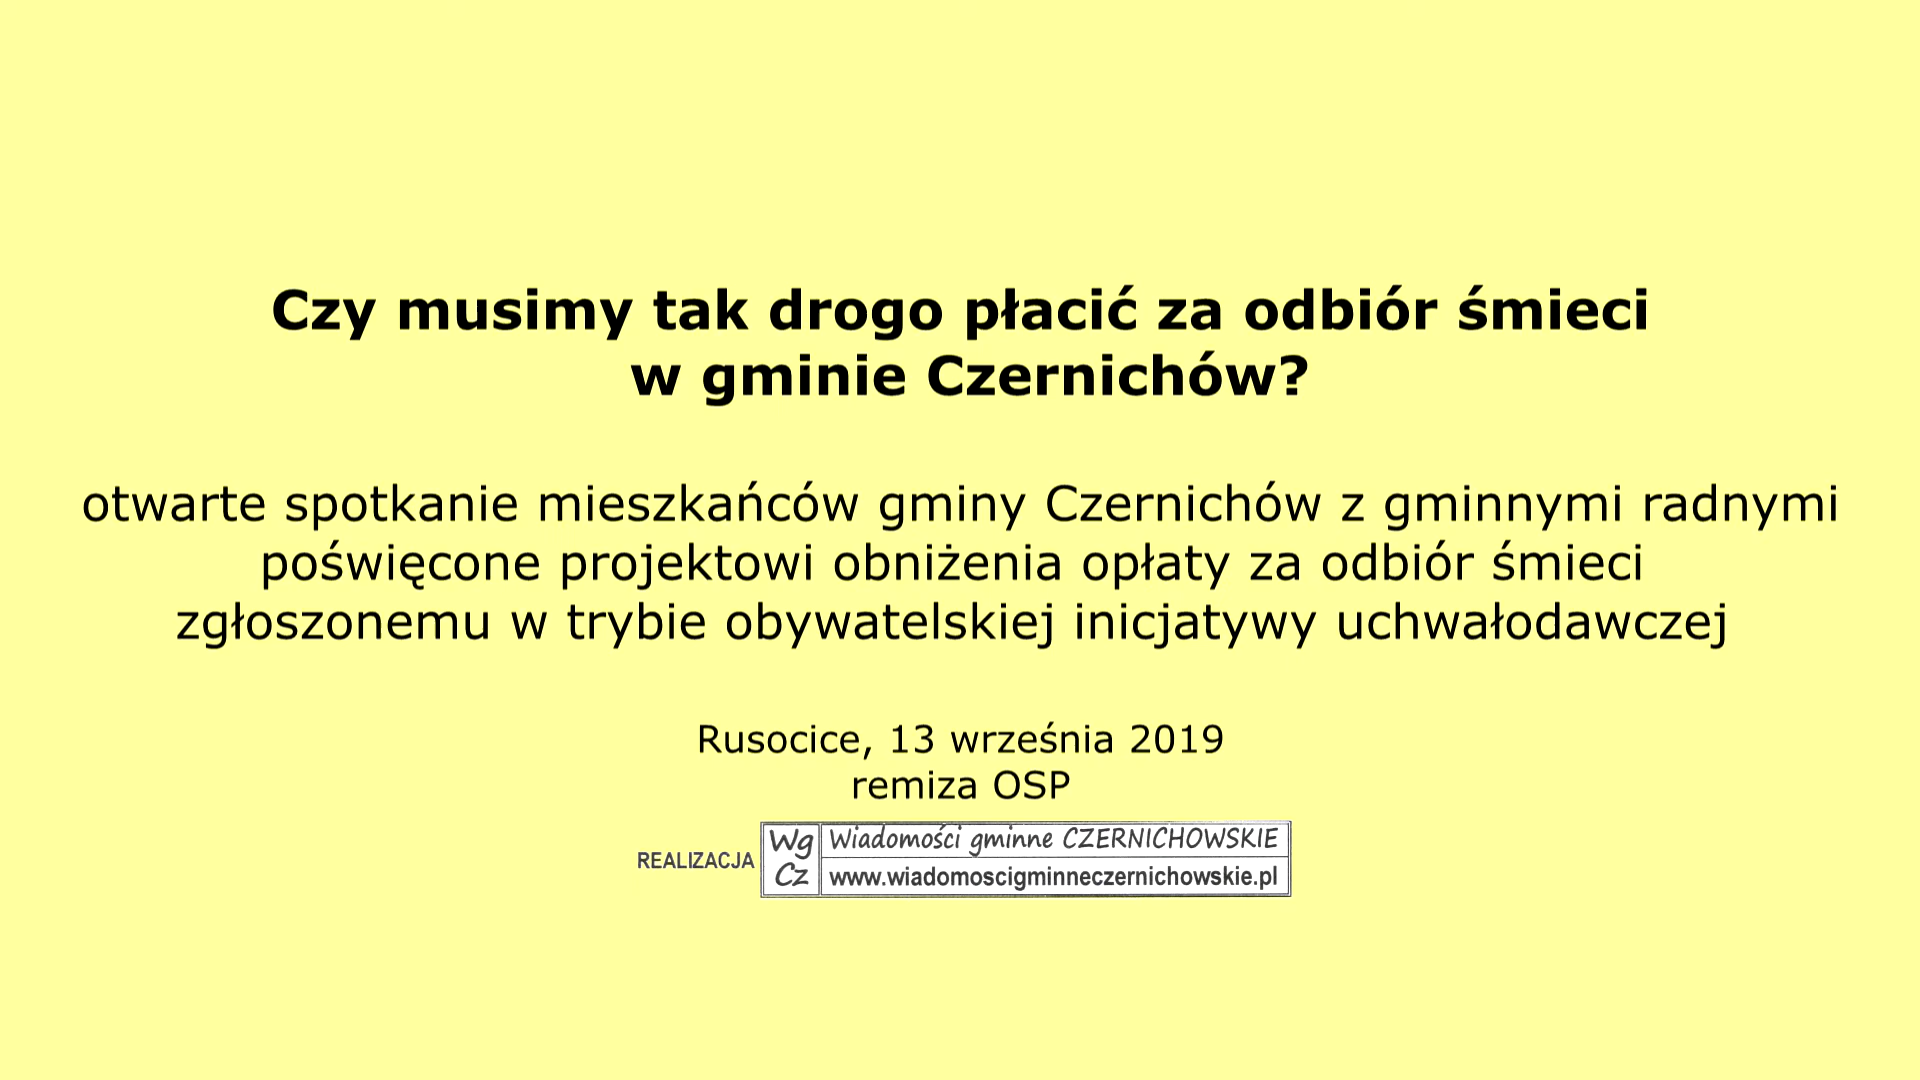 Czy musimy tak drogo płacić za odbiór śmieci
w gminie Czernichów?
otwarte spotkanie mieszkańców gminy Czernichów z gminnymi radnymi
poświęcone projektowi obniżenia opłaty za odbiór śmieci
zgłoszonemu w trybie obywatelskiej inicjatywy uchwałodawczej
Rusocice, 13 września 2019
remiza OSP
REALIZACJA
Wg
Cz
Wiadomości gminne CZERNICHOWSKIE
www.wiadomoscigminneczernichowskie.pl